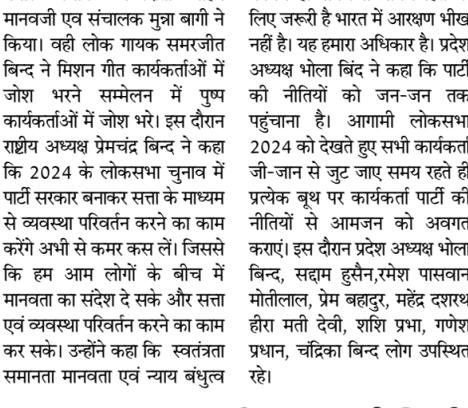 मानवजी एव संचालक मुन्ना बागी ने
किया। वही लोक गायक समरजीत
बिन्द ने मिशन गीत कार्यकर्ताओं में
जोश भरने सम्मेलन में पुष्प
कार्यकर्ताओं में जोश भरे। इस दौरान
राष्ट्रीय अध्यक्ष प्रेमचंद्र बिन्द ने कहा
कि 2024 के लोकसभा चुनाव में
पार्टी सरकार बनाकर सत्ता के माध्यम
से व्यवस्था परिवर्तन करने का काम
करेंगे अभी से कमर कस लें। जिससे
कि हम आम लोगों के बीच में
मानवता का संदेश दे सके और सत्ता
एवं व्यवस्था परिवर्तन करने का काम
कर सके। उन्होंने कहा कि स्वतंत्रता
समानता मानवता एवं न्याय बंधुत्व
लिए जरूरी है भारत में आरक्षण भीख
नहीं है। यह हमारा अधिकार है। प्रदेश
अध्यक्ष भोला बिंद ने कहा कि पार्टी
की नीतियों को जन-जन तक
पहुंचाना है। आगामी लोकसभा
2024 को देखते हुए सभी कार्यकर्ता
जी-जान से जुट जाए समय रहते ही
प्रत्येक बूथ पर कार्यकर्ता पार्टी की
नीतियों से आमजन को अवगत
कराएं। इस दौरान प्रदेश अध्यक्ष भोला
बिन्द, सद्दाम हुसैन,रमेश पासवान
मोतीलाल, प्रेम बहादुर, महेंद्र दशरथ
हीरा मती देवी, शशि प्रभा, गणेश
प्रधान, चंद्रिका बिन्द लोग उपस्थित
रहे।